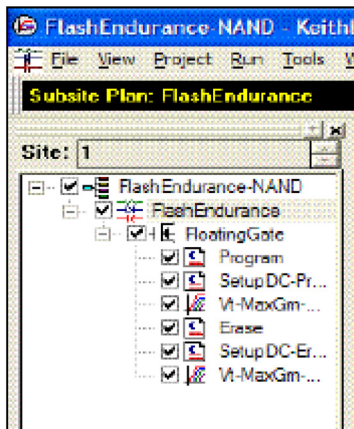 FlashEndurance-NAND - Keithl
File View Project Run Tools W
Subsite Plan: FlashEndurance
Site: 1
FlashEndurance-NAND
FlashEndurance
FloatingGate
Program
SetupDC-Pr...
Vt-MaxGm-...
Erase
SetupDC-Er...
Vt-MaxGm-...